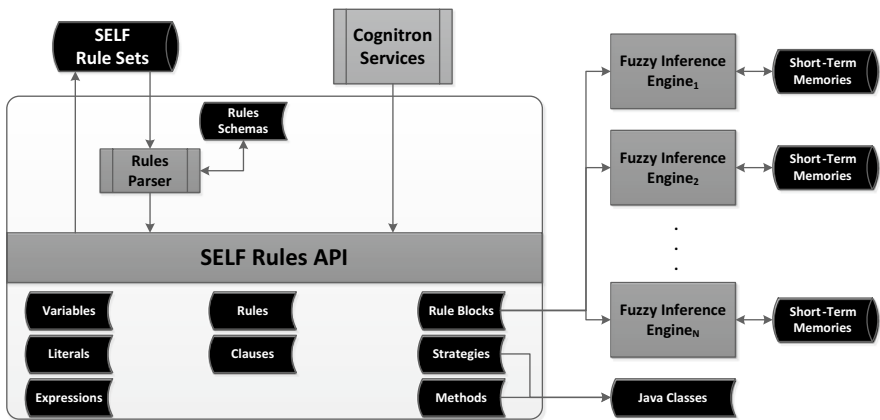 SELF
Rule Sets
Cognitron
Services
Rules
Schemas
Rules
Parser
SELF Rules API
Variables
Rules
Rule Blocks
Literals
Clauses
Strategies
Expressions
Methods
Fuzzy Inference
Engine₁
Short-Term
Memories
Fuzzy Inference
Engine₂
Short-Term
Memories
.
.
.
Fuzzy Inference
Engineₙ
Short-Term
Memories
Java Classes